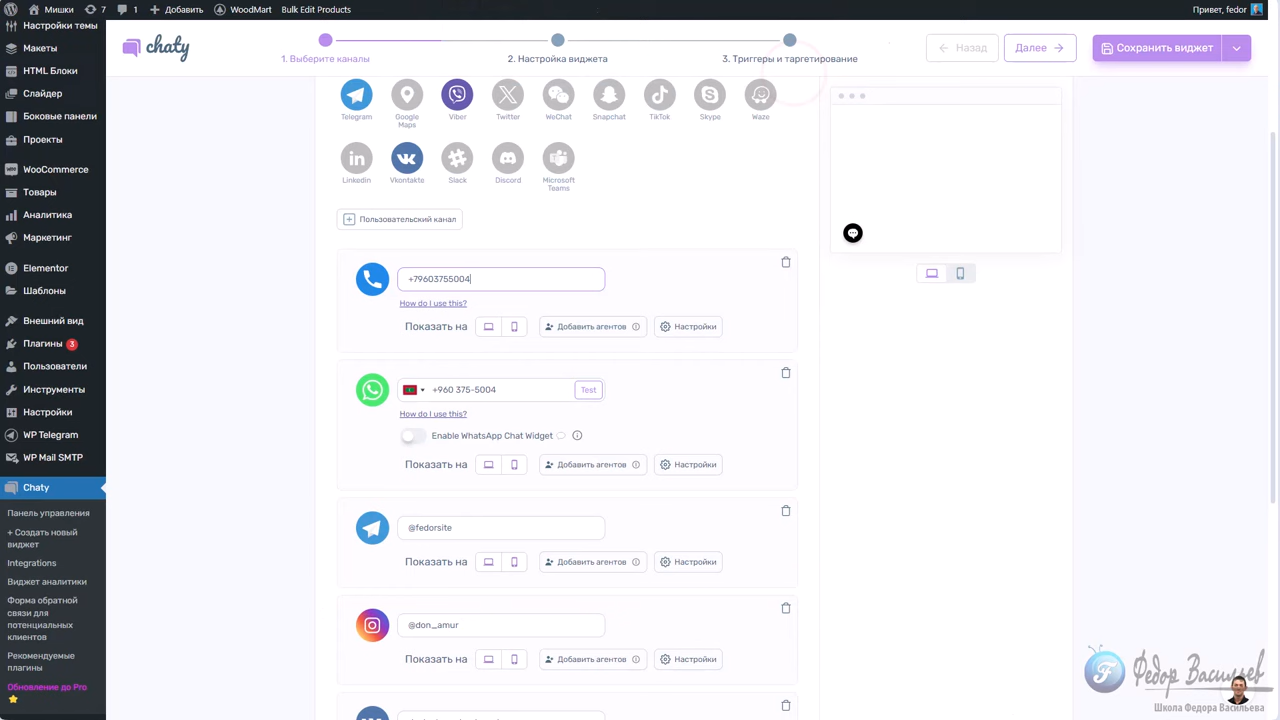 1
Добавить
WoodMart
Bulk Edit Products
Привет, fedor
Наши проекты
Макеты
HTML Блоки
Слайдер
Боковые панели
Проекты
WooCommerce
Товары
Аналитика
Маркетинг
Elementor
Шаблоны
Внешний вид
Плагины 3
Пользователи
Инструменты
Настройки
WP Telegram
WP Mail SMTP
Chaty
Панель управления
+ Создать новый
виджет
Integrations
Виджет аналитики
Форма обратной
связи для
потенциальных
клиентов
Рекомендуемые
плагины
Обновление до Pro
chaty
1. Выберите каналы
2. Настройка виджета
3. Триггеры и таргетирование
Назад
Далее
Сохранить виджет
Telegram
Google
Maps
Viber
Twitter
WeChat
Snapchat
TikTok
Skype
Waze
Linkedin
Vkontakte
Slack
Discord
Microsoft
Teams
Пользовательский канал
+79603755004
How do I use this?
Показать на
Добавить агентов
Настройки
+960 375-5004
Test
How do I use this?
Enable WhatsApp Chat Widget
Показать на
Добавить агентов
Настройки
@fedorsite
Показать на
Добавить агентов
Настройки
@don_amur
Показать на
Добавить агентов
Настройки
Федор Васильев
Школа Федора Васильева